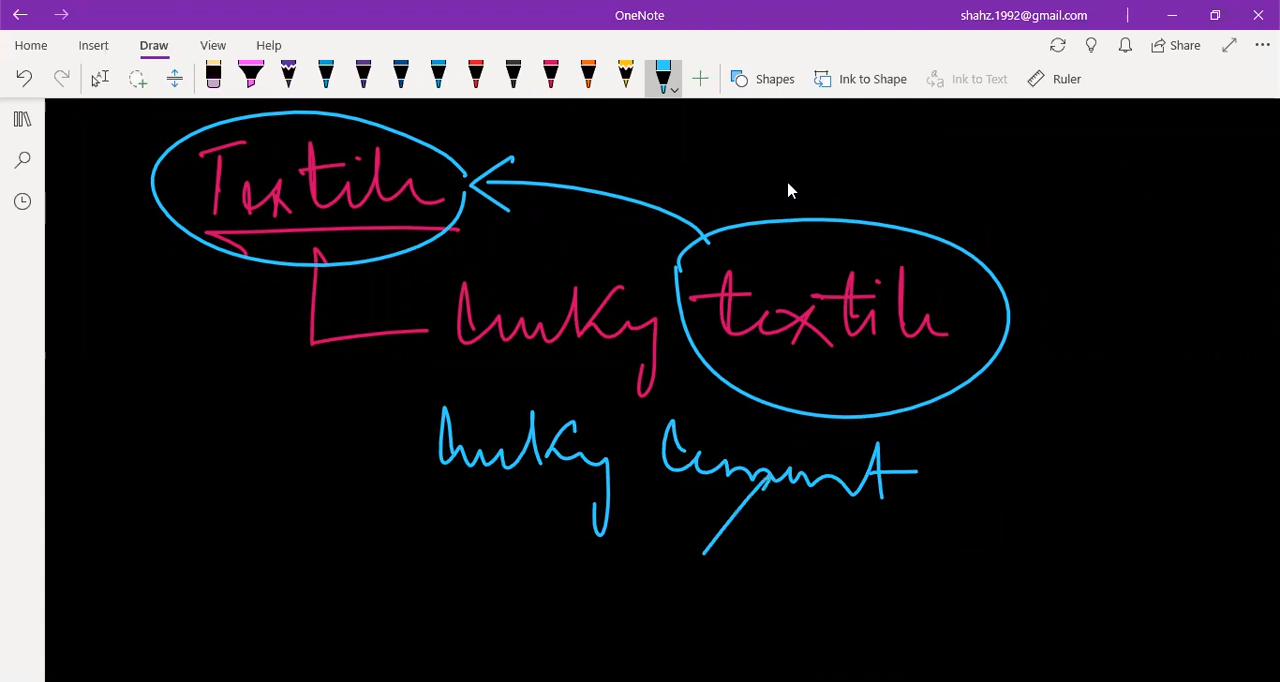 OneNote
shahz.1992@gmail.com
Home Insert Draw View Help
Share
Shapes Ink to Shape Ink to Text Ruler
Textile
Lucky textile
Lucky Cement